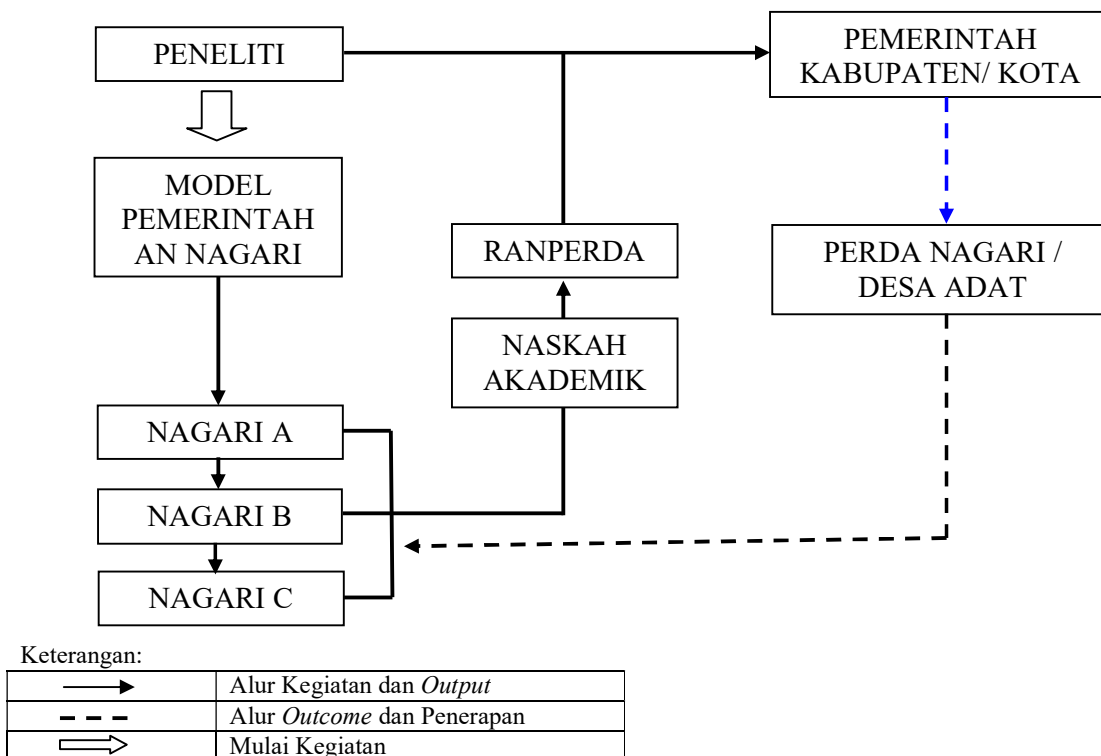 PENELITI
PEMERINTAH
KABUPATEN/ KOTA
MODEL
PEMERINTAH
AN NAGARI
RANPERDA
PERDA NAGARI /
DESA ADAT
NASKAH
AKADEMIK
NAGARI A
NAGARI B
NAGARI C
Keterangan:
Alur Kegiatan dan Output
Alur Outcome dan Penerapan
Mulai Kegiatan